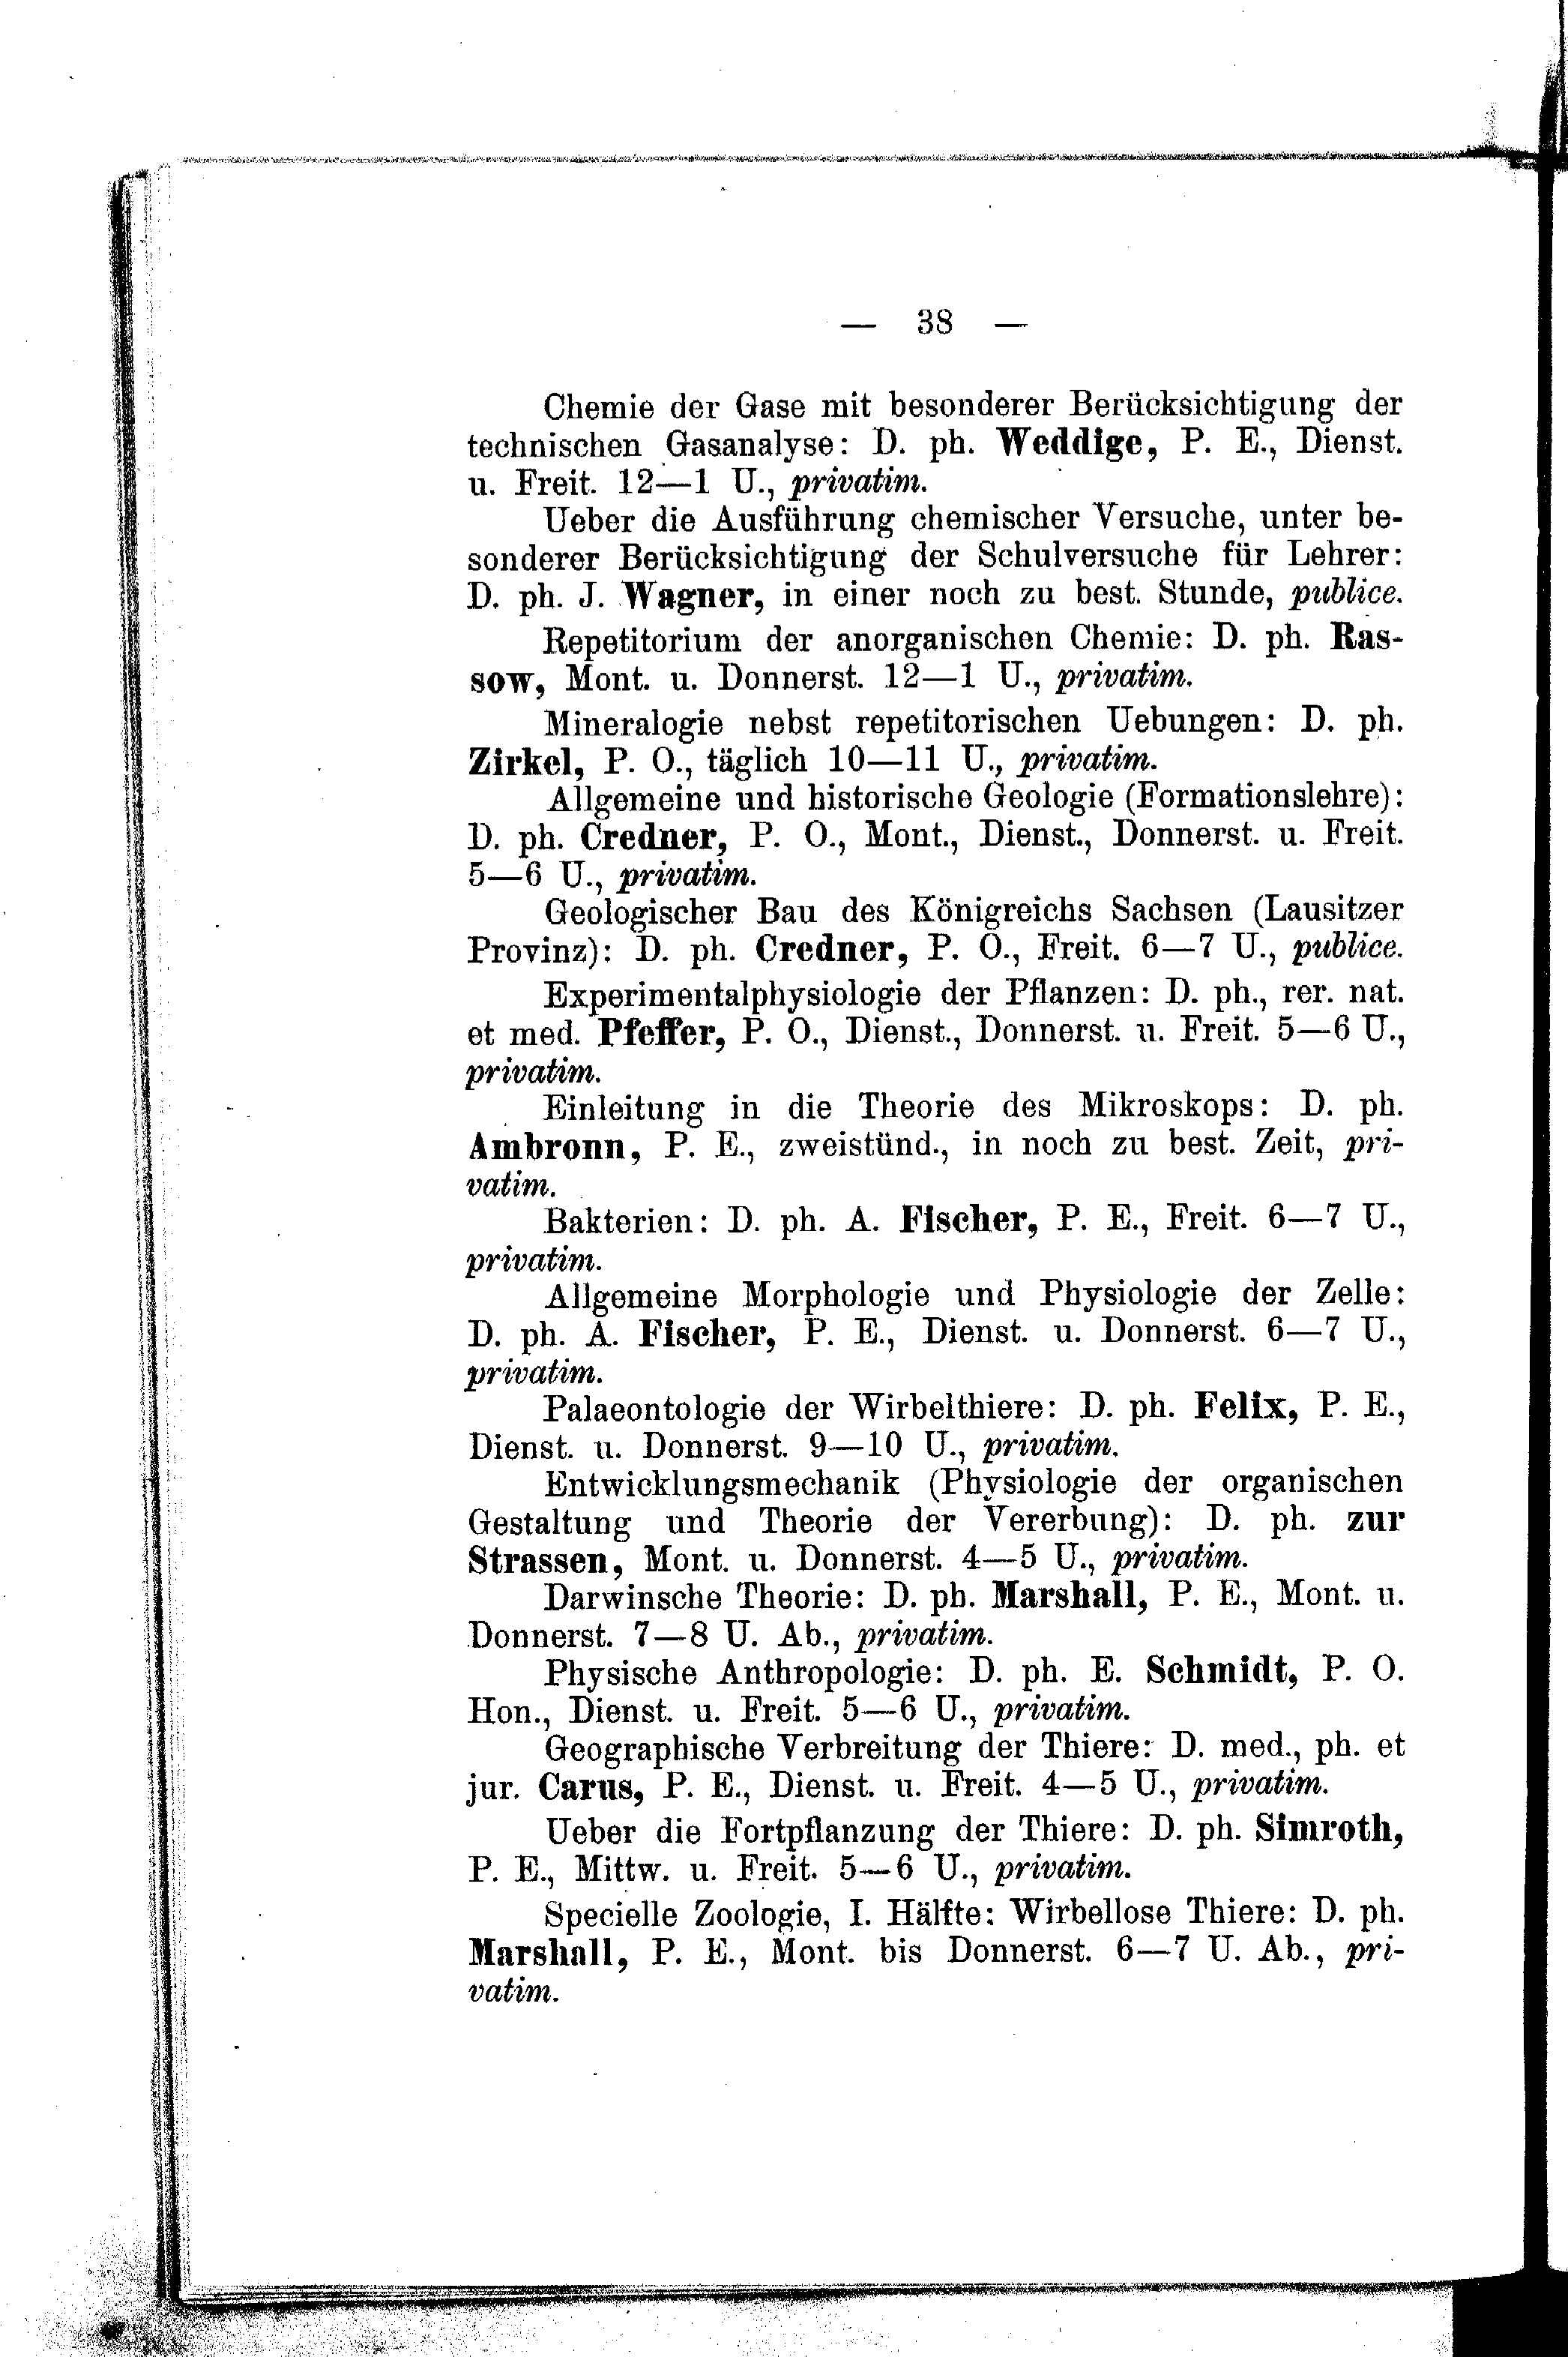 — 38 —
Chemie der Gase mit besonderer Berücksichtigung der
technischen Gasanalyse: D. ph. Weddige, P. E., Dienst.
u. Freit. 12—1 U., privatim.
Ueber die Ausführung chemischer Versuche, unter be-
sonderer Berücksichtigung der Schulversuche für Lehrer:
D. ph. J. Wagner, in einer noch zu best. Stunde, publice.
Repetitorium der anorganischen Chemie: D. ph. Ras-
sow, Mont. u. Donnerst. 12—1 U., privatim.
Mineralogie nebst repetitorischen Uebungen: D. ph.
Zirkel, P. O., täglich 10—11 U., privatim.
Allgemeine und historische Geologie (Formationslehre):
D. ph. Credner, P. O., Mont., Dienst., Donnerst. u. Freit.
5—6 U., privatim.
Geologischer Bau des Königreichs Sachsen (Lausitzer
Provinz): D. ph. Credner, P. O., Freit. 6—7 U., publice.
Experimentalphysiologie der Pflanzen: D. ph., rer. nat.
et med. Pfeffer, P. O., Dienst., Donnerst. u. Freit. 5—6 U.,
privatim.
Einleitung in die Theorie des Mikroskops: D. ph.
Ambronn, P. E., zweistünd., in noch zu best. Zeit, pri-
vatim.
Bakterien: D. ph. A. Fischer, P. E., Freit. 6—7 U.,
privatim.
Allgemeine Morphologie und Physiologie der Zelle:
D. ph. A. Fischer, P. E., Dienst. u. Donnerst. 6—7 U.,
privatim.
Palaeontologie der Wirbelthiere: D. ph. Felix, P. E.,
Dienst. u. Donnerst. 9—10 U., privatim.
Entwicklungsmechanik (Physiologie der organischen
Gestaltung und Theorie der Vererbung): D. ph. zur
Strassen, Mont. u. Donnerst. 4—5 U., privatim.
Darwinsche Theorie: D. ph. Marshall, P. E., Mont. u.
Donnerst. 7—8 U. Ab., privatim.
Physische Anthropologie: D. ph. E. Schmidt, P. O.
Hon., Dienst. u. Freit. 5—6 U., privatim.
Geographische Verbreitung der Thiere: D. med., ph. et
jur. Carus, P. E., Dienst. u. Freit. 4—5 U., privatim.
Ueber die Fortpflanzung der Thiere: D. ph. Simroth,
P. E., Mittw. u. Freit. 5—6 U., privatim.
Specielle Zoologie, I. Hälfte: Wirbellose Thiere: D. ph.
Marshall, P. E., Mont. bis Donnerst. 6—7 U. Ab., pri-
vatim.